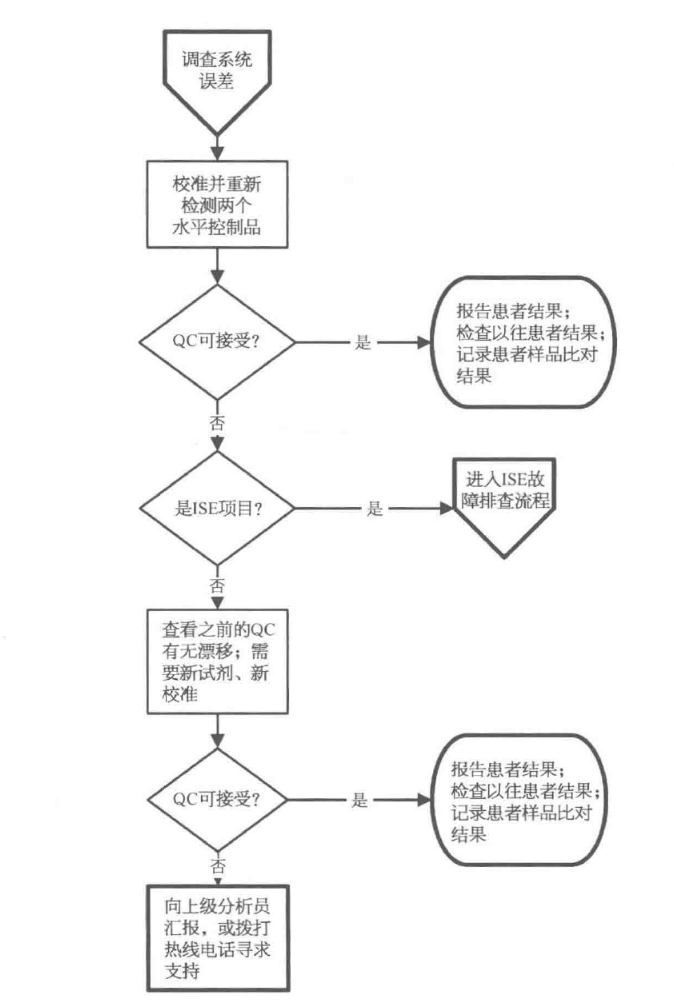 调查系统
误差
校准并重新
检测两个
水平控制品
QC可接受?
是
报告患者结果;
检查以往患者结果;
记录患者样品比对
结果
否
是ISE项目?
是
进入ISE故
障排查流程
否
查看之前的QC
有无漂移;需
要新试剂、新
校准
QC可接受?
是
报告患者结果;
检查以往患者结果;
记录患者样品比对
结果
否
向上级分析员
汇报,或拨打
热线电话寻求
支持